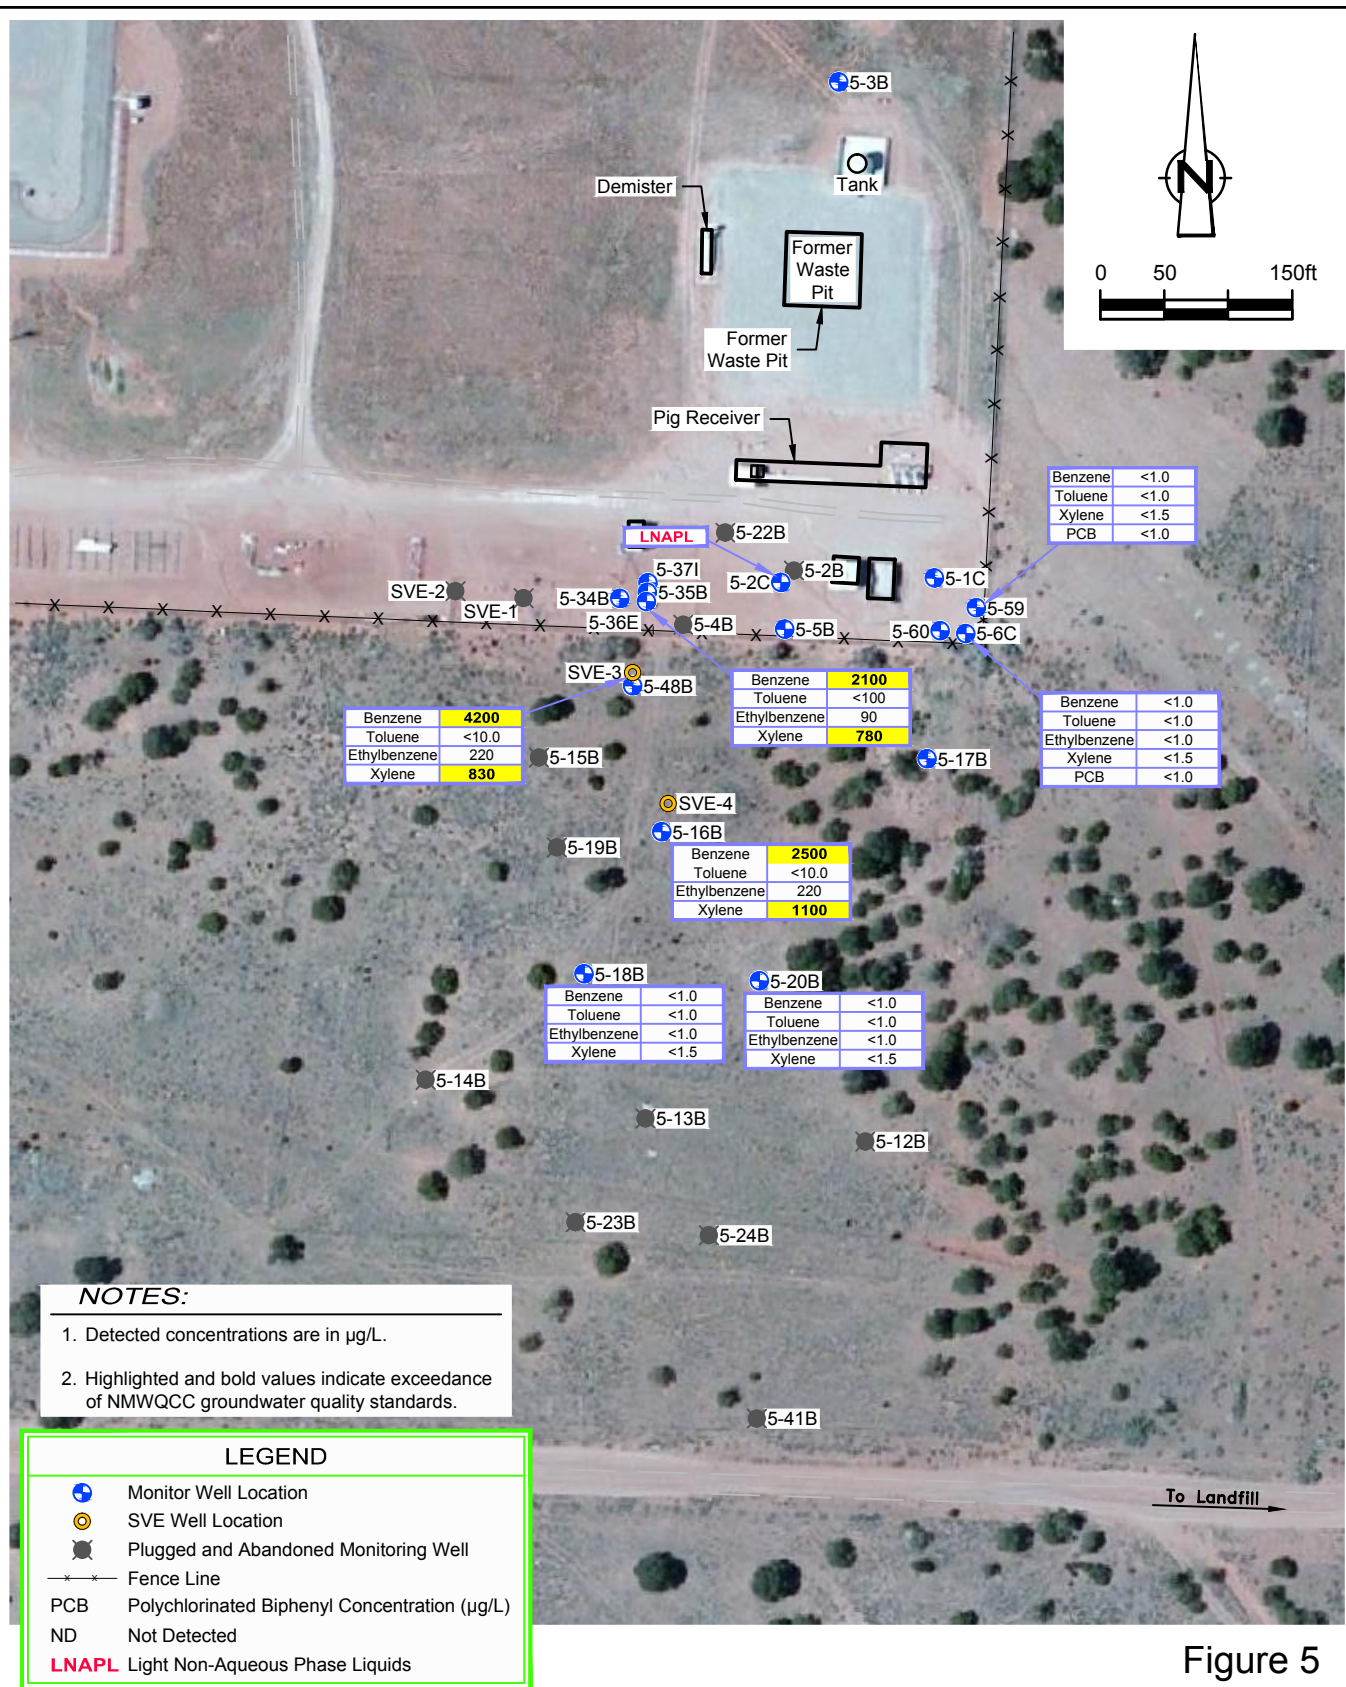 5-3B
Tank
Demister
N
Former
Waste
Pit
0 50 150ft
Former
Waste Pit
Pig Receiver
Benzene <1.0
Toluene <1.0
Xylene <1.5
PCB <1.0
LNAPL
5-22B
5-37I
5-2B
5-2C
5-1C
SVE-2
SVE-1
5-34B
5-35B
5-59
5-36E
5-4B
5-5B
5-60
5-6C
SVE-3
5-48B
Benzene 2100
Toluene <100
Ethylbenzene 90
Xylene 780
Benzene <1.0
Toluene <1.0
Ethylbenzene <1.0
Xylene <1.5
PCB <1.0
Benzene 4200
Toluene <10.0
Ethylbenzene 220
Xylene 830
5-15B
5-17B
SVE-4
5-16B
5-19B
Benzene 2500
Toluene <10.0
Ethylbenzene 220
Xylene 1100
5-18B
5-20B
Benzene <1.0
Toluene <1.0
Ethylbenzene <1.0
Xylene <1.5
Benzene <1.0
Toluene <1.0
Ethylbenzene <1.0
Xylene <1.5
5-14B
5-13B
5-12B
5-23B
5-24B
NOTES:
1. Detected concentrations are in µg/L.
2. Highlighted and bold values indicate exceedance
of NMWQCC groundwater quality standards.
5-41B
LEGEND
Monitor Well Location
SVE Well Location
Plugged and Abandoned Monitoring Well
Fence Line
PCB Polychlorinated Biphenyl Concentration (µg/L)
ND Not Detected
LNAPL Light Non-Aqueous Phase Liquids
To Landfill
Figure 5